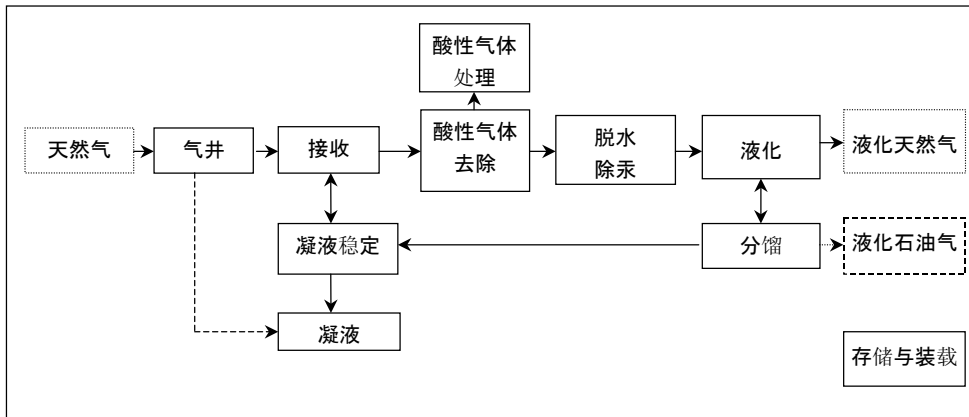 酸性气体
处理
天然气
气井
接收
酸性气体
去除
脱水
除汞
液化
液化天然气
凝液稳定
分馏
液化石油气
凝液
存储与装载